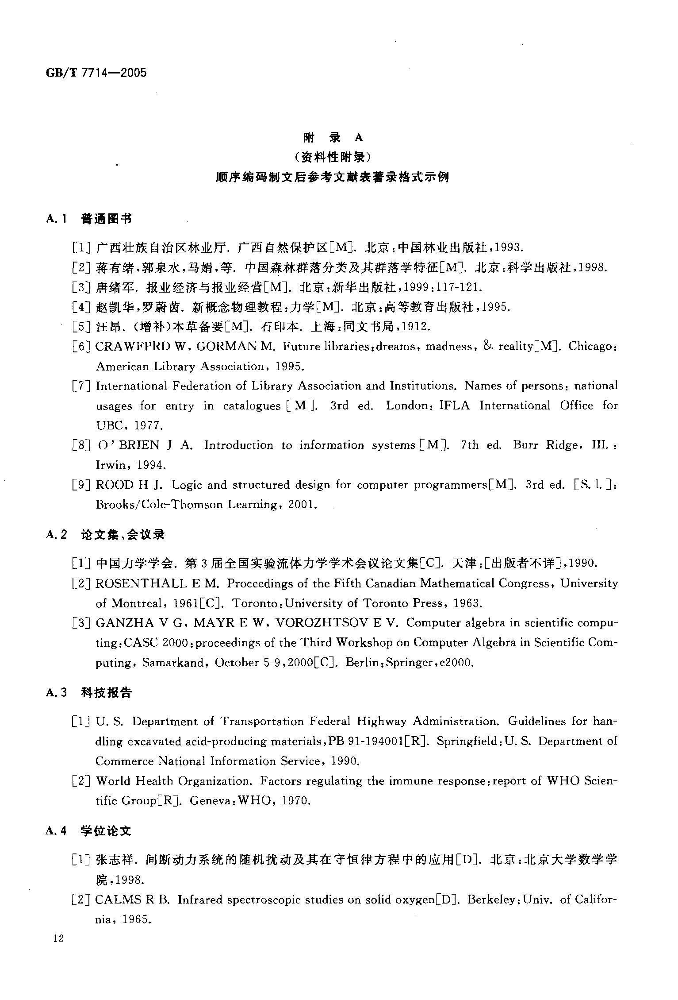 GB/T 7714—2005
附 录 A
（资料性附录）
顺序编码制文后参考文献表著录格式示例
A.1 普通图书
[1] 广西壮族自治区林业厅. 广西自然保护区[M]. 北京:中国林业出版社,1993.
[2] 蒋有绪,郭泉水,马娟,等. 中国森林群落分类及其群落学特征[M]. 北京:科学出版社,1998.
[3] 唐绪军. 报业经济与报业经营[M]. 北京:新华出版社,1999:117-121.
[4] 赵凯华,罗蔚茵. 新概念物理教程:力学[M]. 北京:高等教育出版社,1995.
[5] 汪昂. (增补)本草备要[M]. 石印本. 上海:同文书局,1912.
[6] CRAWFPRD W, GORMAN M. Future libraries:dreams, madness, & reality[M]. Chicago:
American Library Association, 1995.
[7] International Federation of Library Association and Institutions. Names of persons: national
usages for entry in catalogues [M]. 3rd ed. London: IFLA International Office for
UBC, 1977.
[8] O'BRIEN J A. Introduction to information systems [M]. 7th ed. Burr Ridge, III. :
Irwin, 1994.
[9] ROOD H J. Logic and structured design for computer programmers[M]. 3rd ed. [S. l. ]:
Brooks/Cole-Thomson Learning, 2001.
A.2 论文集、会议录
[1] 中国力学学会. 第 3 届全国实验流体力学学术会议论文集[C]. 天津:[出版者不详],1990.
[2] ROSENTHALL E M. Proceedings of the Fifth Canadian Mathematical Congress, University
of Montreal, 1961[C]. Toronto:University of Toronto Press, 1963.
[3] GANZHA V G, MAYR E W, VOROZHTSOV E V. Computer algebra in scientific compu-
ting:CASC 2000:proceedings of the Third Workshop on Computer Algebra in Scientific Com-
puting, Samarkand, October 5-9,2000[C]. Berlin:Springer,c2000.
A.3 科技报告
[1] U. S. Department of Transportation Federal Highway Administration. Guidelines for han-
dling excavated acid-producing materials,PB 91-194001[R]. Springfield:U. S. Department of
Commerce National Information Service, 1990.
[2] World Health Organization. Factors regulating the immune response:report of WHO Scien-
tific Group[R]. Geneva:WHO, 1970.
A.4 学位论文
[1] 张志祥. 间断动力系统的随机扰动及其在守恒律方程中的应用[D]. 北京:北京大学数学学
院,1998.
[2] CALMS R B. Infrared spectroscopic studies on solid oxygen[D]. Berkeley:Univ. of Califor-
nia, 1965.
12